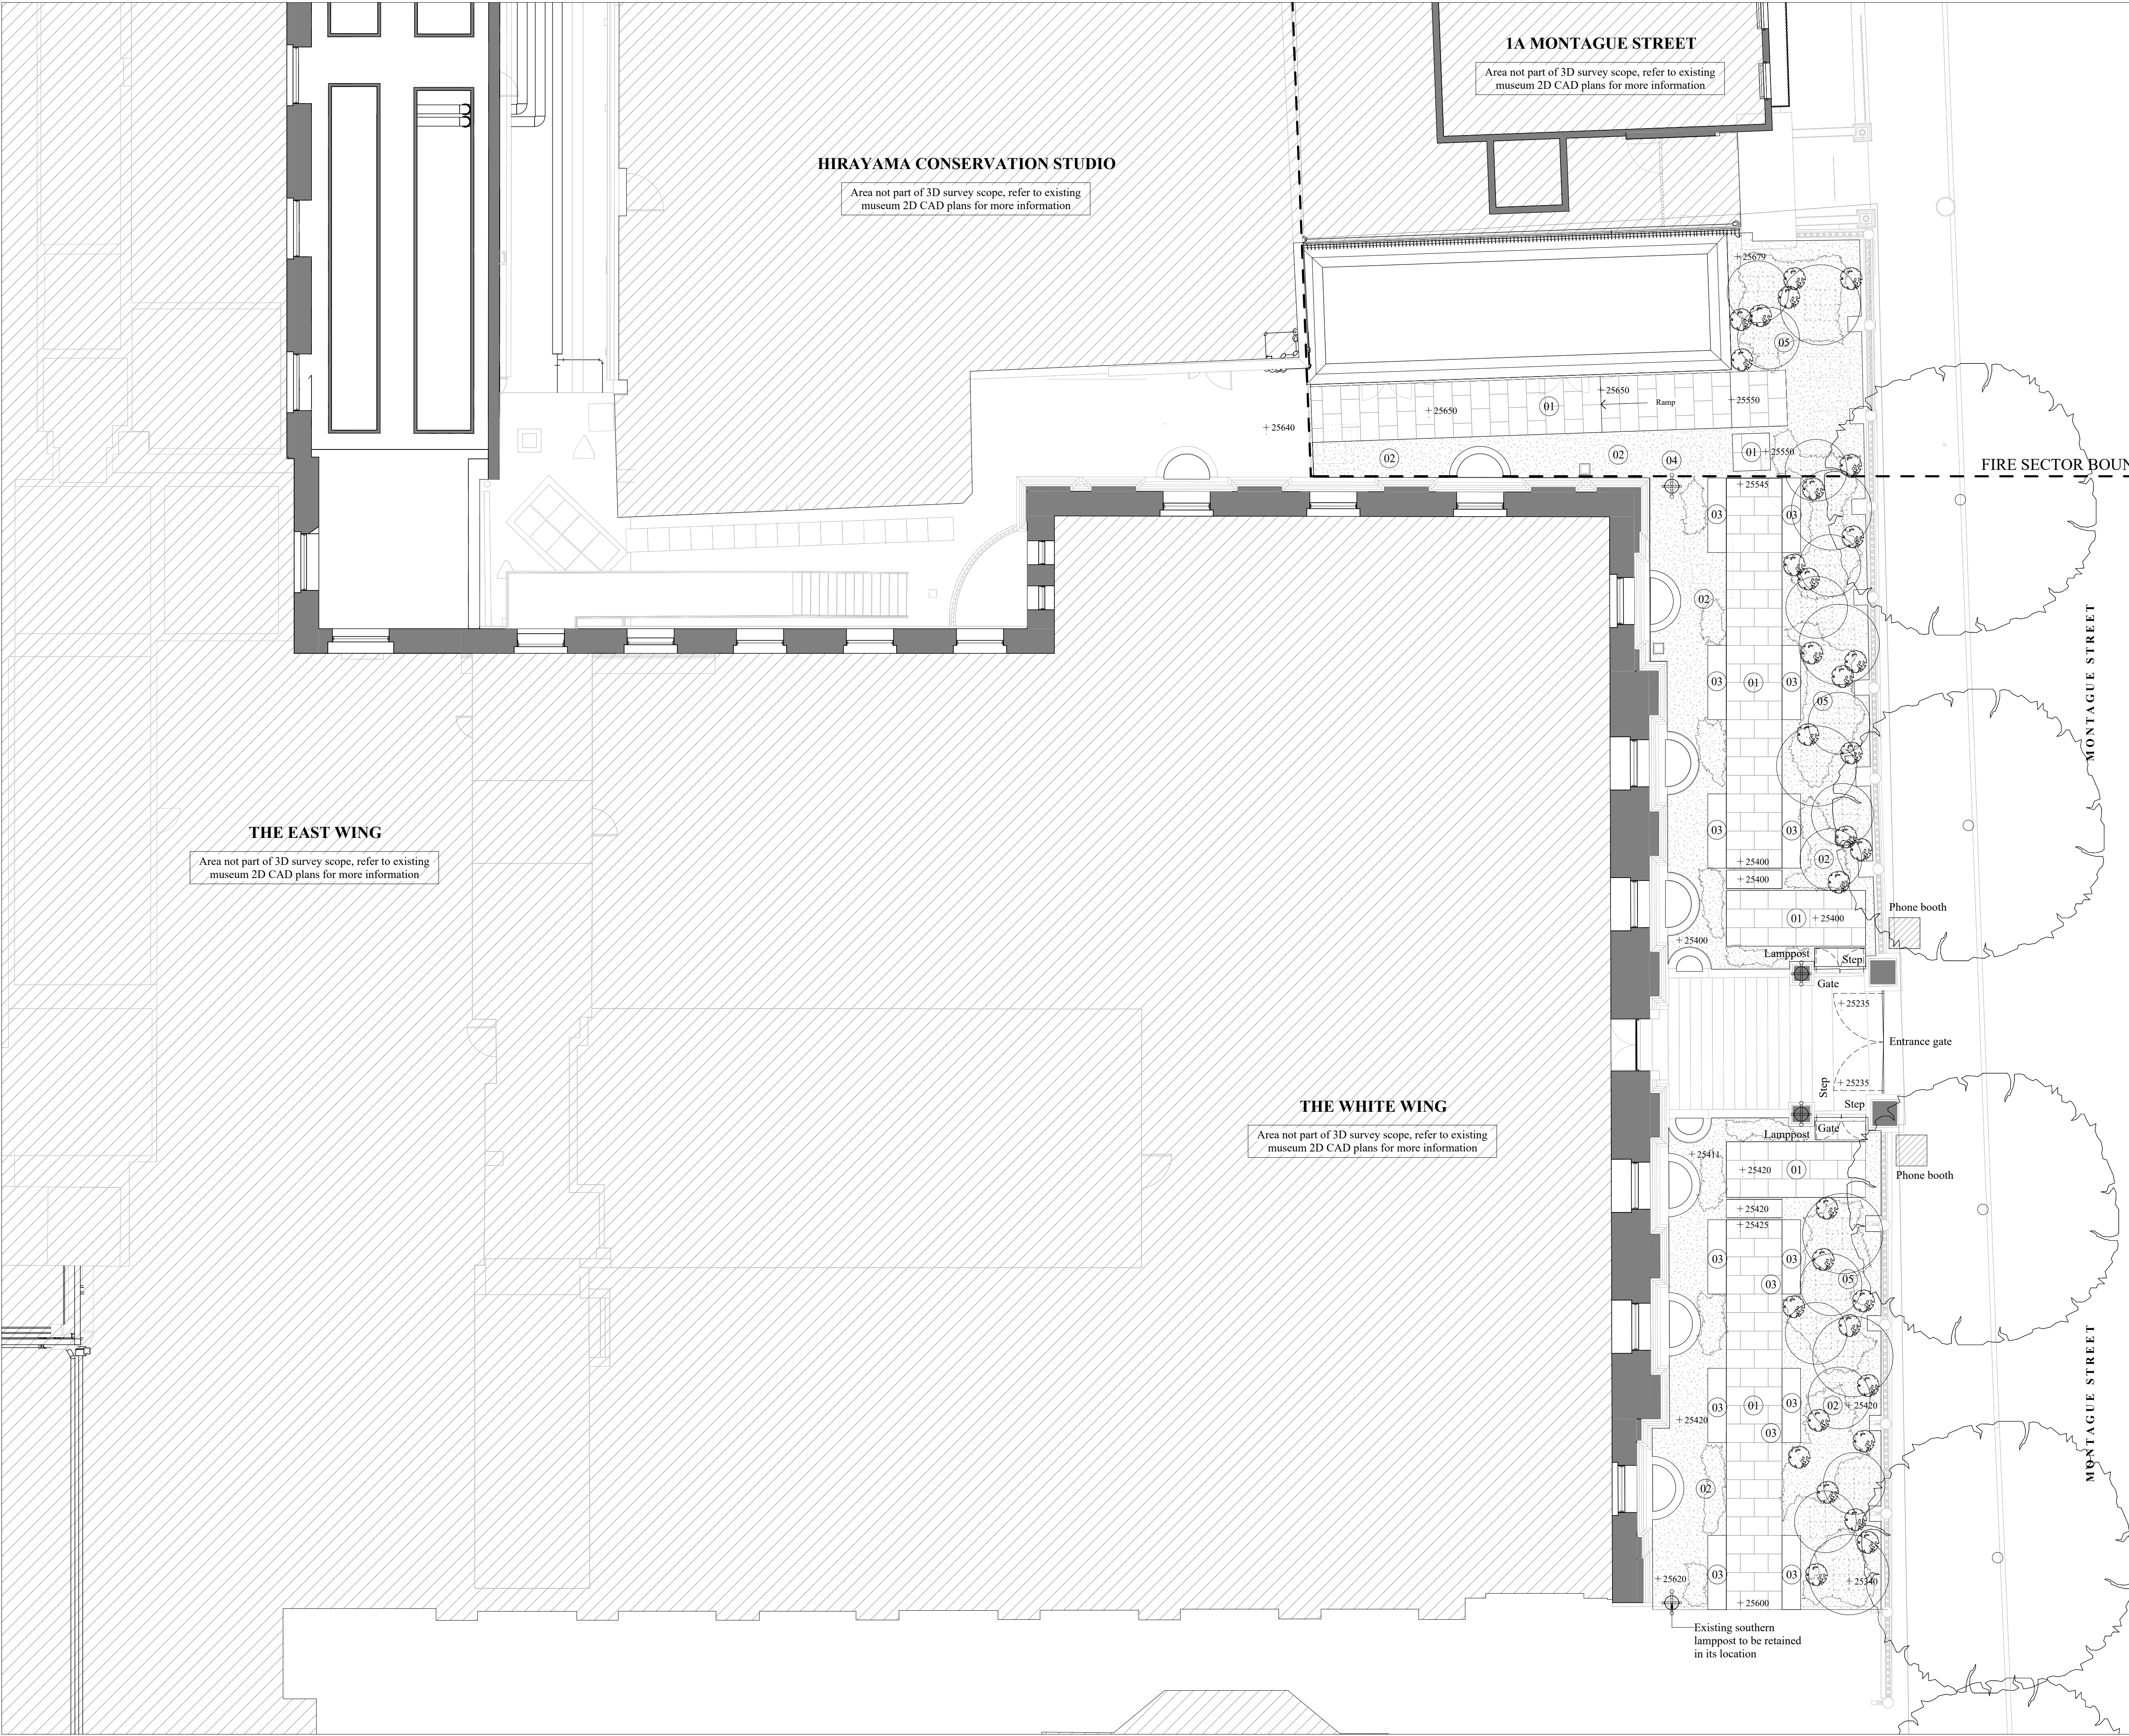 1A MONTAGUE STREET
Area not part of 3D survey scope, refer to existing
museum 2D CAD plans for more information
HIRAYAMA CONSERVATION STUDIO
Area not part of 3D survey scope, refer to existing
museum 2D CAD plans for more information
+25679
05
+25650
Ramp
+25550
+25650
01
+25640
02
02
04
01
+25550
FIRE SECTOR BOUN
+25545
03
03
02
MONTAGUE STREET
03
01
03
05
THE EAST WING
Area not part of 3D survey scope, refer to existing
museum 2D CAD plans for more information
03
03
+25400
02
+25400
Phone booth
01
+25400
+25400
Lamppost
Step
Gate
+25235
Entrance gate
+25235
Step
Step
THE WHITE WING
Area not part of 3D survey scope, refer to existing
museum 2D CAD plans for more information
Gate
Lamppost
+25411
+25420
01
Phone booth
+25420
+25425
03
03
05
03
MONTAGUE STREET
03
01
03
02
+25420
+25420
03
02
+25620
03
03
+25340
+25600
Existing southern
lamppost to be retained
in its location